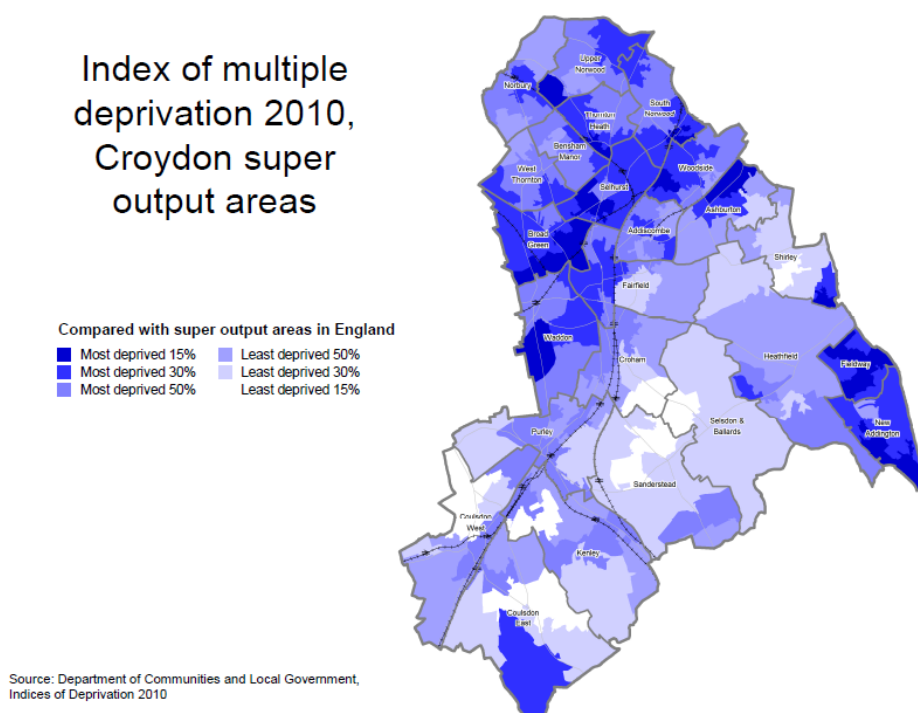 Index of multiple
deprivation 2010,
Croydon super
output areas
Compared with super output areas in England
Most deprived 15%
Most deprived 30%
Most deprived 50%
Least deprived 50%
Least deprived 30%
Least deprived 15%
Upper
Norwood
Norbury
South
Norwood
Thornton
Heath
Bensham
Manor
West
Thornton
Woodside
Selhurst
Ashburton
Broad
Green
Addiscombe
Shirley
Fairfield
Waddon
Croham
Heathfield
Fieldway
Selsdon &
Ballards
New
Addington
Purley
Sanderstead
Coulsdon
West
Kenley
Coulsdon
East
Source: Department of Communities and Local Government,
Indices of Deprivation 2010